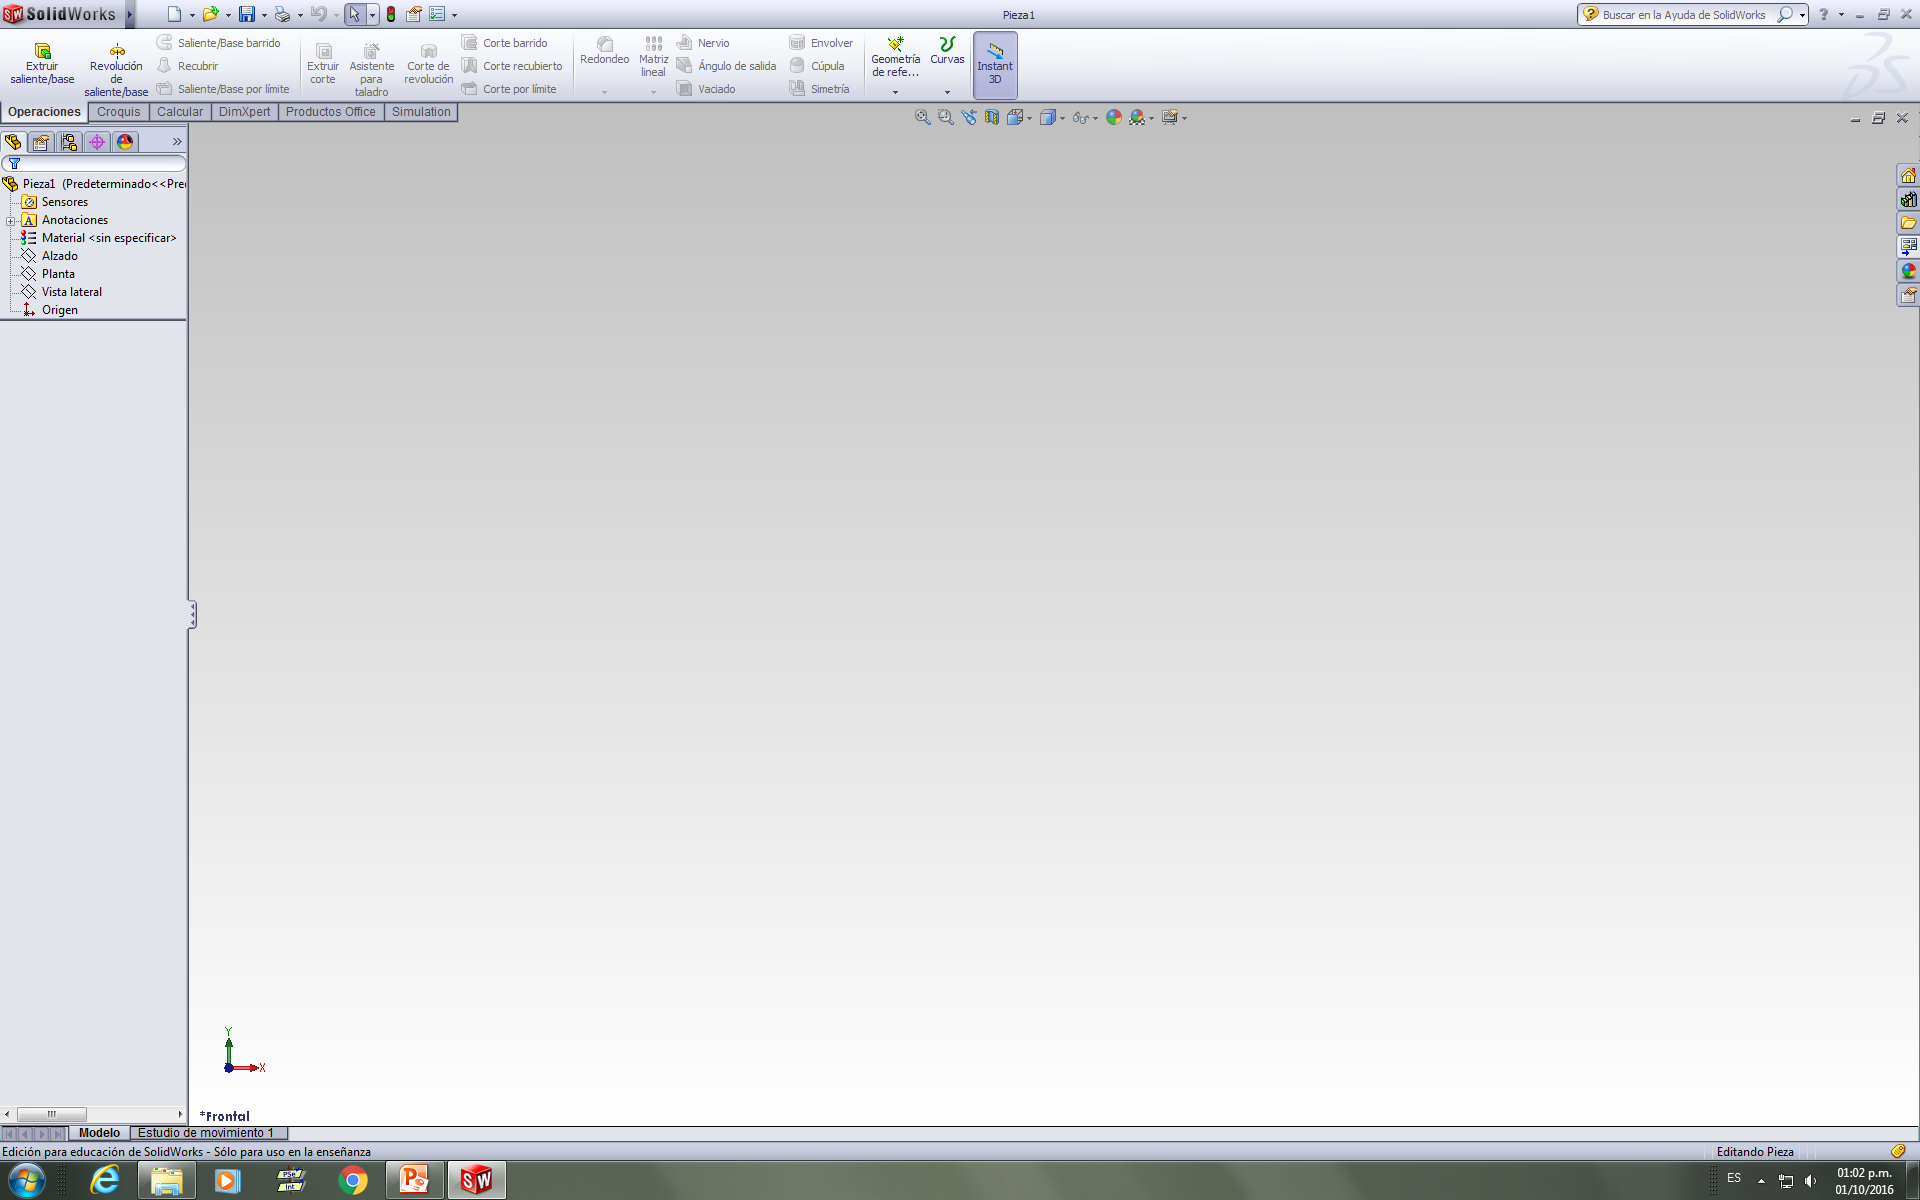 SolidWorks
Pieza1
Buscar en la Ayuda de SolidWorks
Extruir saliente/base
Revolución de saliente/base
Saliente/Base barrido
Recubrir
Saliente/Base por límite
Extruir corte
Asistente para taladro
Corte de revolución
Corte barrido
Corte recubierto
Corte por límite
Redondeo
Matriz lineal
Nervio
Ángulo de salida
Vaciado
Envolver
Cúpula
Simetría
Geometría de refe...
Curvas
Instant 3D
Operaciones
Croquis
Calcular
DimXpert
Productos Office
Simulation
Pieza1 (Predeterminado<<Pre
Sensores
Anotaciones
Material <sin especificar>
Alzado
Planta
Vista lateral
Origen
Y
X
*Frontal
Modelo
Estudio de movimiento 1
Edición para educación de SolidWorks - Sólo para uso en la enseñanza
Editando Pieza
ES
01:02 p.m.
01/10/2016